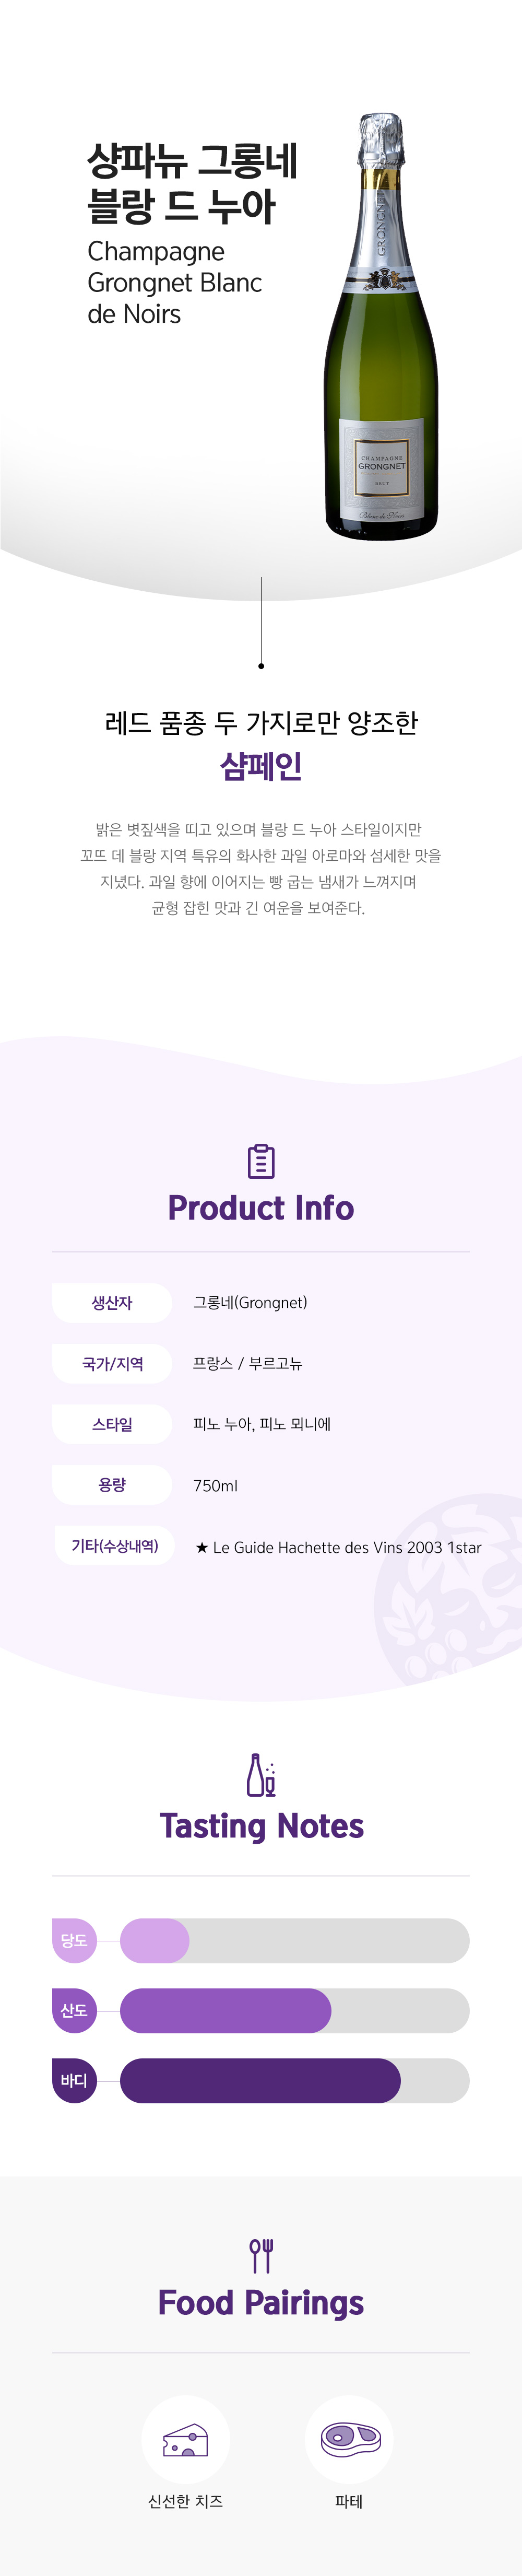 샹파뉴 그롱네
블랑 드 누아
Champagne
Grongnet Blanc
de Noirs
GRONGNET
CHAMPAGNE
GRONGNET
BRUT
Blanc de Noirs
레드 품종 두 가지로만 양조한
샴페인
밝은 볏짚색을 띠고 있으며 블랑 드 누아 스타일이지만
꼬뜨 데 블랑 지역 특유의 화사한 과일 아로마와 섬세한 맛을
지녔다. 과일 향에 이어지는 빵 굽는 냄새가 느껴지며
균형 잡힌 맛과 긴 여운을 보여준다.
Product Info
생산자 그롱네(Grongnet)
국가/지역 프랑스 / 부르고뉴
스타일 피노 누아, 피노 뫼니에
용량 750ml
기타(수상내역) ★ Le Guide Hachette des Vins 2003 1star
Tasting Notes
당도
산도
바디
Food Pairings
신선한 치즈 파테